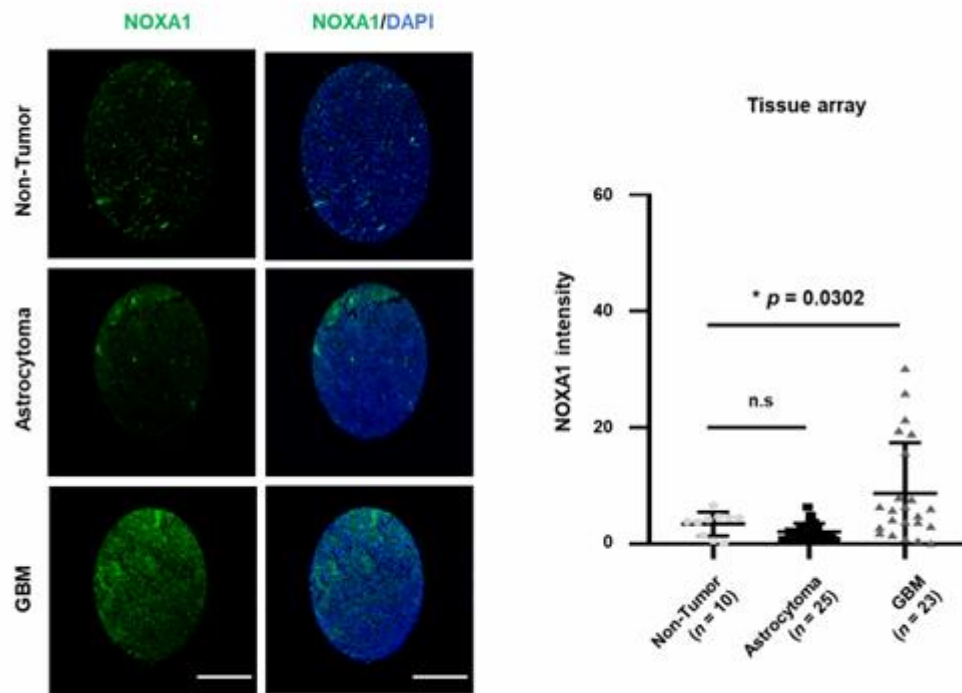 NOXA1 NOXA1/DAPI
Non-Tumor
Astrocytoma
GBM
Tissue array
NOXA1 intensity
60
40
20
0
* p = 0.0302
n.s
Non-Tumor
(n = 10)
Astrocytoma
(n = 25)
GBM
(n = 23)